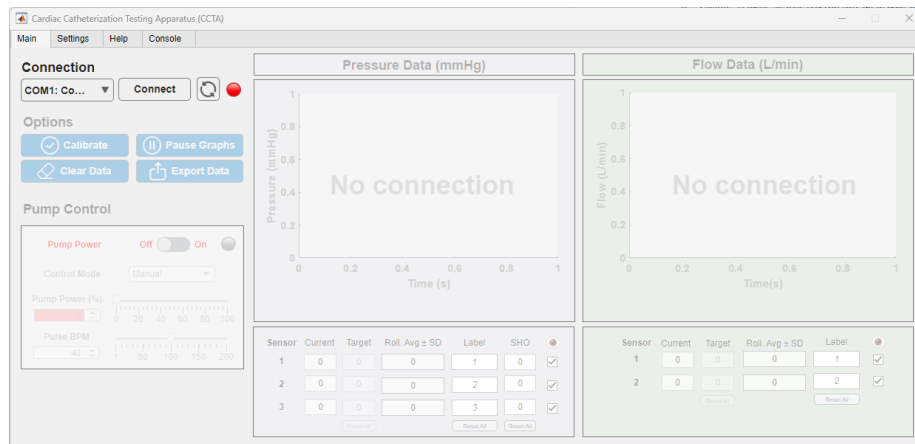 Cardiac Catheterization Testing Apparatus (CCTA)
Main Settings Help Console
Connection
COM1: Co... Connect
Options
Calibrate Pause Graphs
Clear Data Export Data
Pump Control
Pump Power Off On
Control Mode Manual
Pump Power (%)
0 20 40 60 80 100
Pulse BPM
40
1 50 100 150 200
Pressure Data (mmHg)
Pressure (mmHg)
1
0.8
0.6
0.4
0.2
0
No connection
0 0.2 0.4 0.6 0.8 1
Time (s)
Sensor Current Target Roll. Avg ± SD Label SHO
1 0 0 0 1 0
2 0 0 0 2 0
3 0 0 0 3 0
Reset All Reset All Reset All
Flow Data (L/min)
Flow (L/min)
1
0.8
0.6
0.4
0.2
0
No connection
0 0.2 0.4 0.6 0.8 1
Time(s)
Sensor Current Target Roll. Avg ± SD Label
1 0 0 0 1
2 0 0 0 2
Reset All Reset All